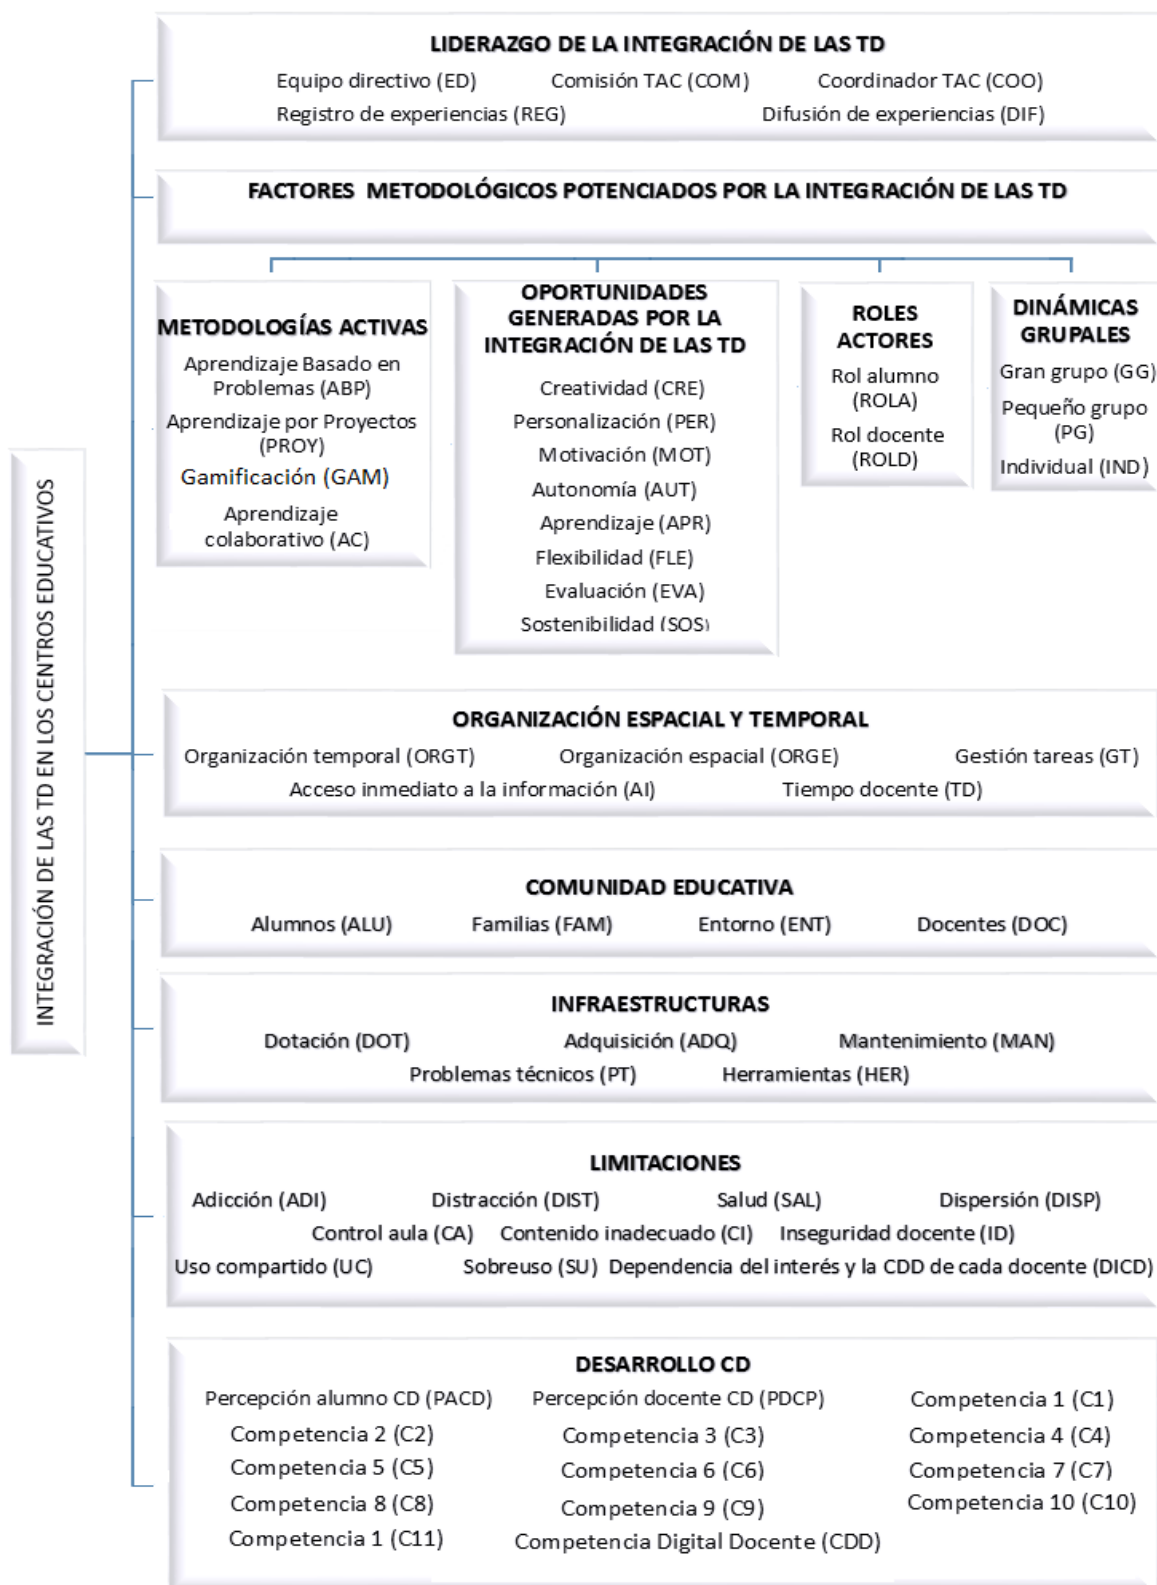 INTEGRACIÓN DE LAS TD EN LOS CENTROS EDUCATIVOS
LIDERAZGO DE LA INTEGRACIÓN DE LAS TD
Equipo directivo (ED) Comisión TAC (COM) Coordinador TAC (COO)
Registro de experiencias (REG) Difusión de experiencias (DIF)
FACTORES METODOLÓGICOS POTENCIADOS POR LA INTEGRACIÓN DE LAS TD
METODOLOGÍAS ACTIVAS
Aprendizaje Basado en
Problemas (ABP)
Aprendizaje por Proyectos
(PROY)
Gamificación (GAM)
Aprendizaje
colaborativo (AC)
OPORTUNIDADES
GENERADAS POR LA
INTEGRACIÓN DE LAS TD
Creatividad (CRE)
Personalización (PER)
Motivación (MOT)
Autonomía (AUT)
Aprendizaje (APR)
Flexibilidad (FLE)
Evaluación (EVA)
Sostenibilidad (SOS)
ROLES
ACTORES
Rol alumno
(ROLA)
Rol docente
(ROLD)
DINÁMICAS
GRUPALES
Gran grupo (GG)
Pequeño grupo
(PG)
Individual (IND)
ORGANIZACIÓN ESPACIAL Y TEMPORAL
Organización temporal (ORGT) Organización espacial (ORGE) Gestión tareas (GT)
Acceso inmediato a la información (AI) Tiempo docente (TD)
COMUNIDAD EDUCATIVA
Alumnos (ALU) Familias (FAM) Entorno (ENT) Docentes (DOC)
INFRAESTRUCTURAS
Dotación (DOT) Adquisición (ADQ) Mantenimiento (MAN)
Problemas técnicos (PT) Herramientas (HER)
LIMITACIONES
Adicción (ADI) Distracción (DIST) Salud (SAL) Dispersión (DISP)
Control aula (CA) Contenido inadecuado (CI) Inseguridad docente (ID)
Uso compartido (UC) Sobreuso (SU) Dependencia del interés y la CDD de cada docente (DICD)
DESARROLLO CD
Percepción alumno CD (PACD) Percepción docente CD (PDCP) Competencia 1 (C1)
Competencia 2 (C2) Competencia 3 (C3) Competencia 4 (C4)
Competencia 5 (C5) Competencia 6 (C6) Competencia 7 (C7)
Competencia 8 (C8) Competencia 9 (C9) Competencia 10 (C10)
Competencia 1 (C11) Competencia Digital Docente (CDD)